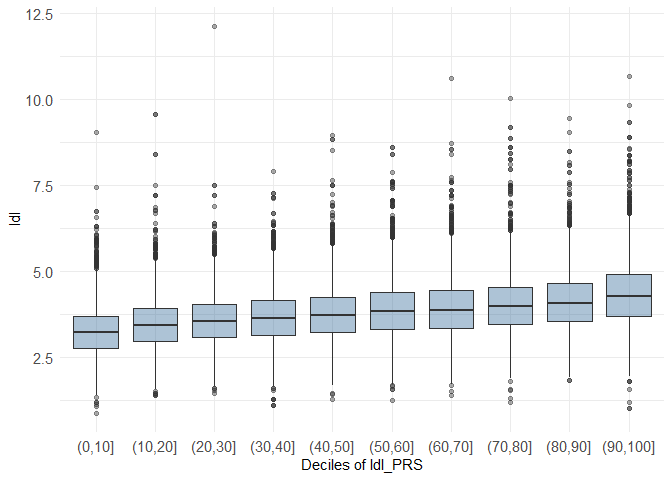 12.5
10.0
7.5
5.0
2.5
ldl
(0,10] (10,20] (20,30] (30,40] (40,50] (50,60] (60,70] (70,80] (80,90] (90,100]
Deciles of ldl_PRS